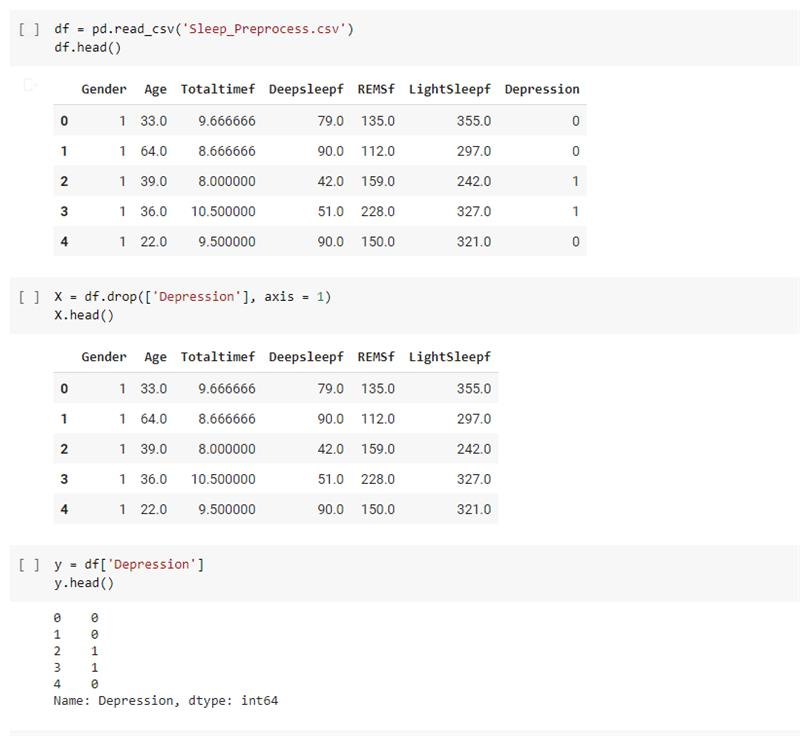 [ ] df = pd.read_csv('Sleep_Preprocess.csv')
df.head()
Gender Age Totaltimef Deepsleepf REMSf LightSleepf Depression
0 1 33.0 9.666666 79.0 135.0 355.0 0
1 1 64.0 8.666666 90.0 112.0 297.0 0
2 1 39.0 8.000000 42.0 159.0 242.0 1
3 1 36.0 10.500000 51.0 228.0 327.0 1
4 1 22.0 9.500000 90.0 150.0 321.0 0
[ ] X = df.drop(['Depression'], axis = 1)
X.head()
Gender Age Totaltimef Deepsleepf REMSf LightSleepf
0 1 33.0 9.666666 79.0 135.0 355.0
1 1 64.0 8.666666 90.0 112.0 297.0
2 1 39.0 8.000000 42.0 159.0 242.0
3 1 36.0 10.500000 51.0 228.0 327.0
4 1 22.0 9.500000 90.0 150.0 321.0
[ ] y = df['Depression']
y.head()
0 0
1 0
2 1
3 1
4 0
Name: Depression, dtype: int64